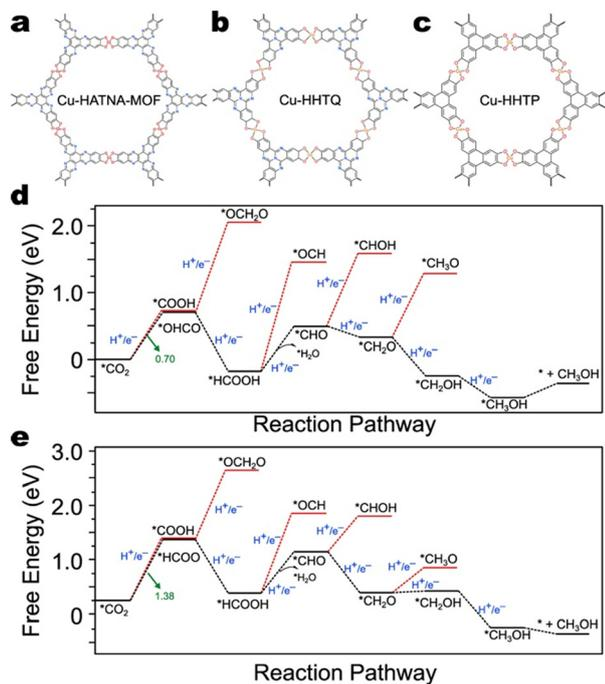 a
b
c
Cu-HATNA-MOF
Cu-HHTQ
Cu-HHTP
d
Free Energy (eV)
2.0
1.0
0
*CO₂
H⁺/e⁻
0.70
*COOH
*OHCO
H⁺/e⁻
*OCH₂O
H⁺/e⁻
*HCOOH
H⁺/e⁻
*OCH
H⁺/e⁻
*H₂O
*CHO
H⁺/e⁻
*CHOH
H⁺/e⁻
*CH₂O
H⁺/e⁻
*CH₃O
H⁺/e⁻
*CH₂OH
H⁺/e⁻
*CH₃OH
* + CH₃OH
Reaction Pathway
e
Free Energy (eV)
3.0
2.0
1.0
0
*CO₂
H⁺/e⁻
1.38
*COOH
*HCOO
H⁺/e⁻
*OCH₂O
H⁺/e⁻
*HCOOH
H⁺/e⁻
*OCH
H⁺/e⁻
*H₂O
*CHO
H⁺/e⁻
*CHOH
H⁺/e⁻
*CH₂O
*CH₃O
H⁺/e⁻
H⁺/e⁻
*CH₂OH
H⁺/e⁻
*CH₃OH
* + CH₃OH
Reaction Pathway